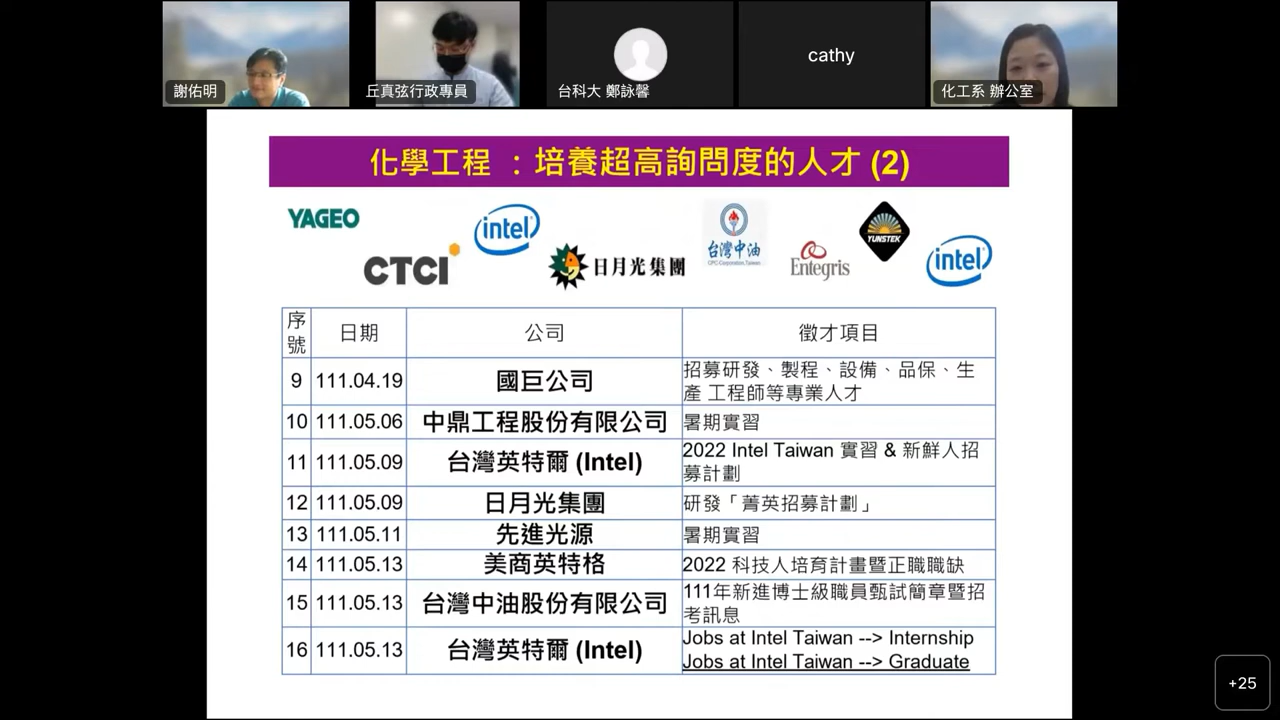 謝佑明
丘真弦行政專員
台科大 鄭詠馨
cathy
化工系 辦公室
化學工程 ：培養超高詢問度的人才 (2)
YAGEO
CTCI
intel
日月光集團
台灣中油
CPC Corporation, Taiwan
Entegris
YUNSTEK
intel
序號 日期 公司 徵才項目
9 111.04.19 國巨公司 招募研發、製程、設備、品保、生
產 工程師等專業人才
10 111.05.06 中鼎工程股份有限公司 暑期實習
11 111.05.09 台灣英特爾 (Intel) 2022 Intel Taiwan 實習 & 新鮮人招
募計劃
12 111.05.09 日月光集團 研發「菁英招募計劃」
13 111.05.11 先進光源 暑期實習
14 111.05.13 美商英特格 2022 科技人培育計畫暨正職職缺
15 111.05.13 台灣中油股份有限公司 111年新進博士級職員甄試簡章暨招
考訊息
16 111.05.13 台灣英特爾 (Intel) Jobs at Intel Taiwan --> Internship
Jobs at Intel Taiwan --> Graduate
+25